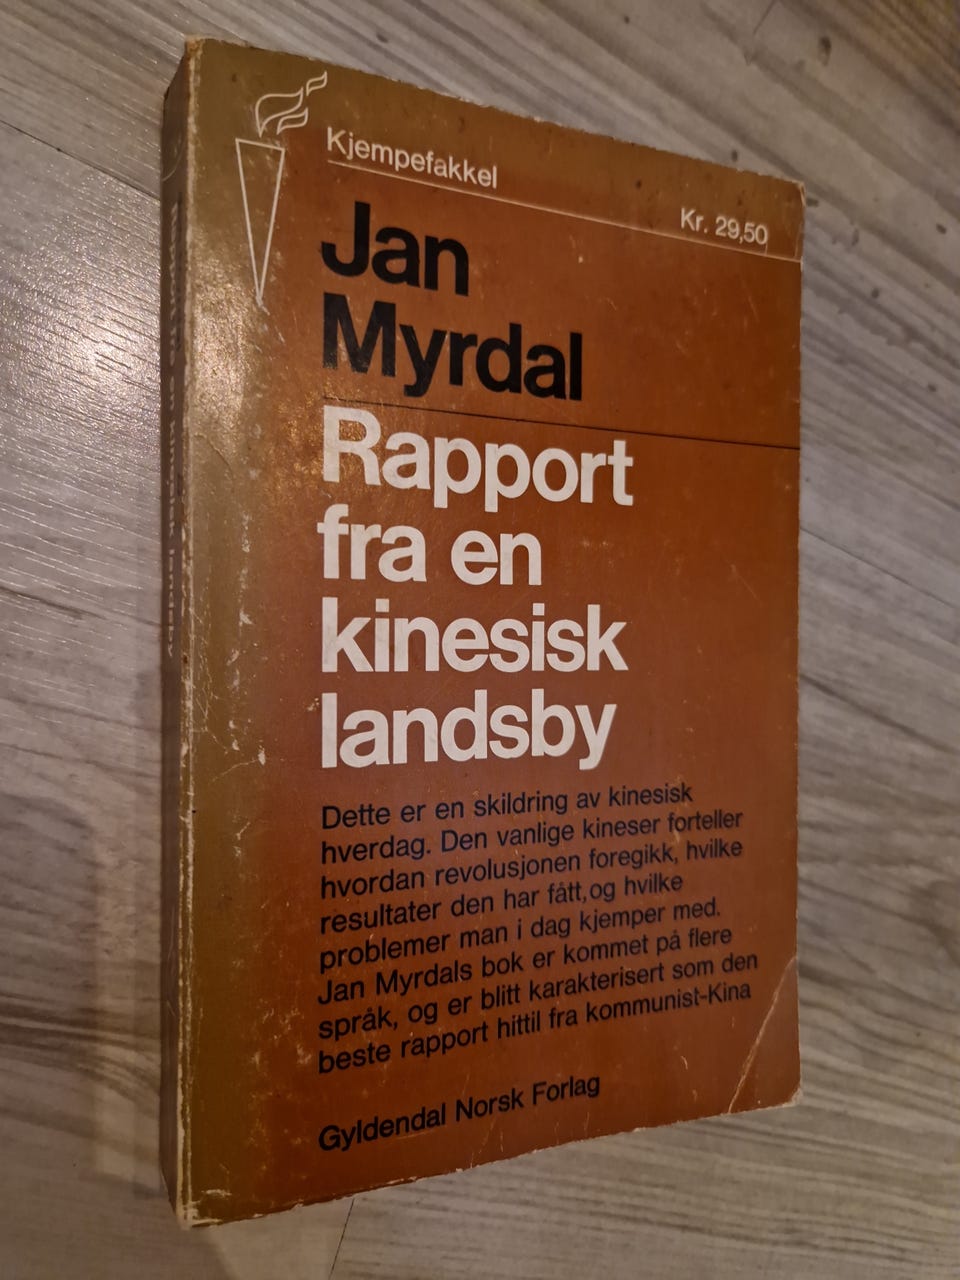 Kjempefakkel
Kr. 29,50
Jan
Myrdal
Rapport
fra en
kinesisk
landsby
Dette er en skildring av kinesisk
hverdag. Den vanlige kineser forteller
hvordan revolusjonen foregikk, hvilke
resultater den har fått, og hvilke
problemer man i dag kjemper med.
Jan Myrdals bok er kommet på flere
språk, og er blitt karakterisert som den
beste rapport hittil fra kommunist-Kina
Gyldendal Norsk Forlag
en kinesisk landsby